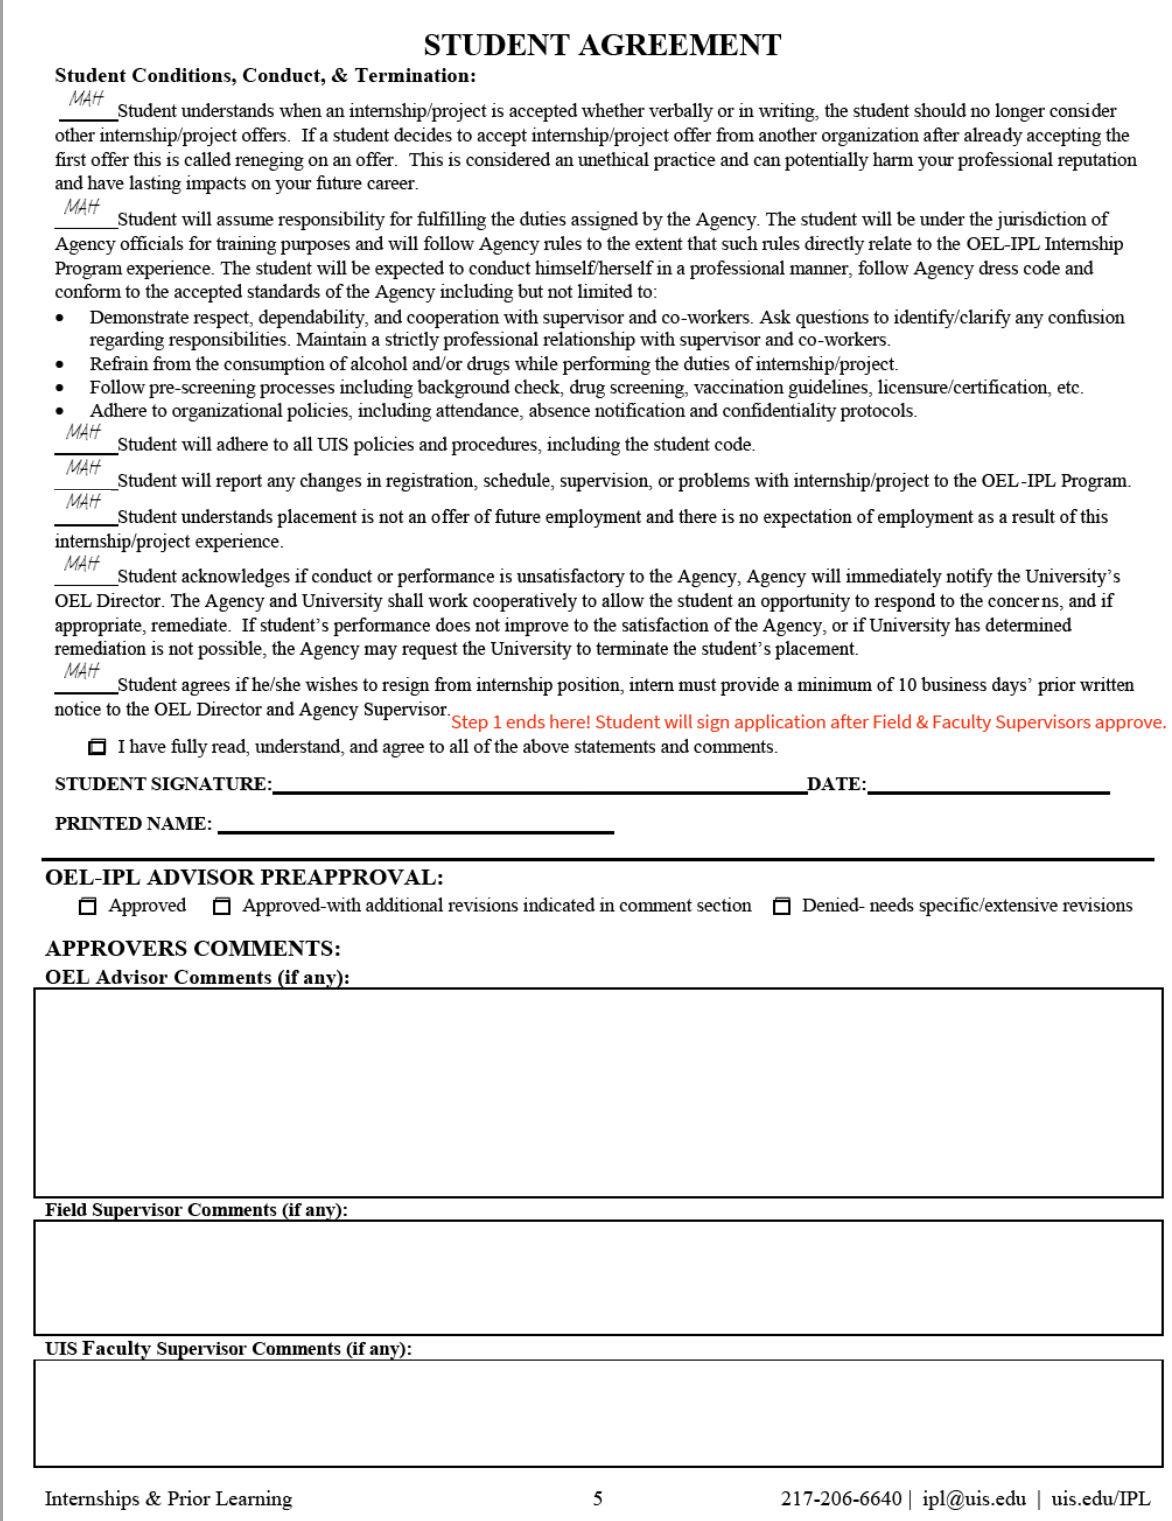 STUDENT AGREEMENT
Student Conditions, Conduct, & Termination:
MAH
Student understands when an internship/project is accepted whether verbally or in writing, the student should no longer consider
other internship/project offers. If a student decides to accept internship/project offer from another organization after already accepting the
first offer this is called reneging on an offer. This is considered an unethical practice and can potentially harm your professional reputation
and have lasting impacts on your future career.
MAH
Student will assume responsibility for fulfilling the duties assigned by the Agency. The student will be under the jurisdiction of
Agency officials for training purposes and will follow Agency rules to the extent that such rules directly relate to the OEL-IPL Internship
Program experience. The student will be expected to conduct himself/herself in a professional manner, follow Agency dress code and
conform to the accepted standards of the Agency including but not limited to:
• Demonstrate respect, dependability, and cooperation with supervisor and co-workers. Ask questions to identify/clarify any confusion
regarding responsibilities. Maintain a strictly professional relationship with supervisor and co-workers.
• Refrain from the consumption of alcohol and/or drugs while performing the duties of internship/project.
• Follow pre-screening processes including background check, drug screening, vaccination guidelines, licensure/certification, etc.
• Adhere to organizational policies, including attendance, absence notification and confidentiality protocols.
MAH
Student will adhere to all UIS policies and procedures, including the student code.
MAH
Student will report any changes in registration, schedule, supervision, or problems with internship/project to the OEL-IPL Program.
MAH
Student understands placement is not an offer of future employment and there is no expectation of employment as a result of this
internship/project experience.
MAH
Student acknowledges if conduct or performance is unsatisfactory to the Agency, Agency will immediately notify the University's
OEL Director. The Agency and University shall work cooperatively to allow the student an opportunity to respond to the concerns, and if
appropriate, remediate. If student's performance does not improve to the satisfaction of the Agency, or if University has determined
remediation is not possible, the Agency may request the University to terminate the student's placement.
MAH
Student agrees if he/she wishes to resign from internship position, intern must provide a minimum of 10 business days' prior written
notice to the OEL Director and Agency Supervisor.
Step 1 ends here! Student will sign application after Field & Faculty Supervisors approve.
I have fully read, understand, and agree to all of the above statements and comments.
STUDENT SIGNATURE: DATE:
PRINTED NAME:
OEL-IPL ADVISOR PREAPPROVAL:
Approved Approved-with additional revisions indicated in comment section Denied- needs specific/extensive revisions
APPROVERS COMMENTS:
OEL Advisor Comments (if any):
Field Supervisor Comments (if any):
UIS Faculty Supervisor Comments (if any):
Internships & Prior Learning 5 217-206-6640 | ipl@uis.edu | uis.edu/IPL